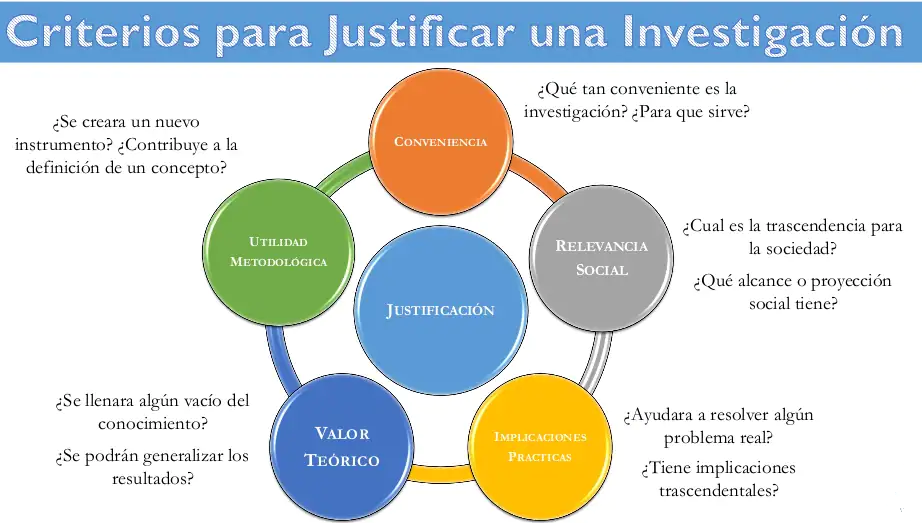 Criterios para Justificar una Investigación
¿Qué tan conveniente es la
investigación? ¿Para que sirve?
¿Se creara un nuevo
instrumento? ¿Contribuye a la
definición de un concepto?
CONVENIENCIA
UTILIDAD
METODOLÓGICA
RELEVANCIA
SOCIAL
¿Cual es la trascendencia para
la sociedad?
¿Qué alcance o proyección
social tiene?
JUSTIFICACIÓN
¿Se llenara algún vacío del
conocimiento?
¿Se podrán generalizar los
resultados?
VALOR
TEÓRICO
IMPLICACIONES
PRACTICAS
¿Ayudara a resolver algún
problema real?
¿Tiene implicaciones
trascendentales?